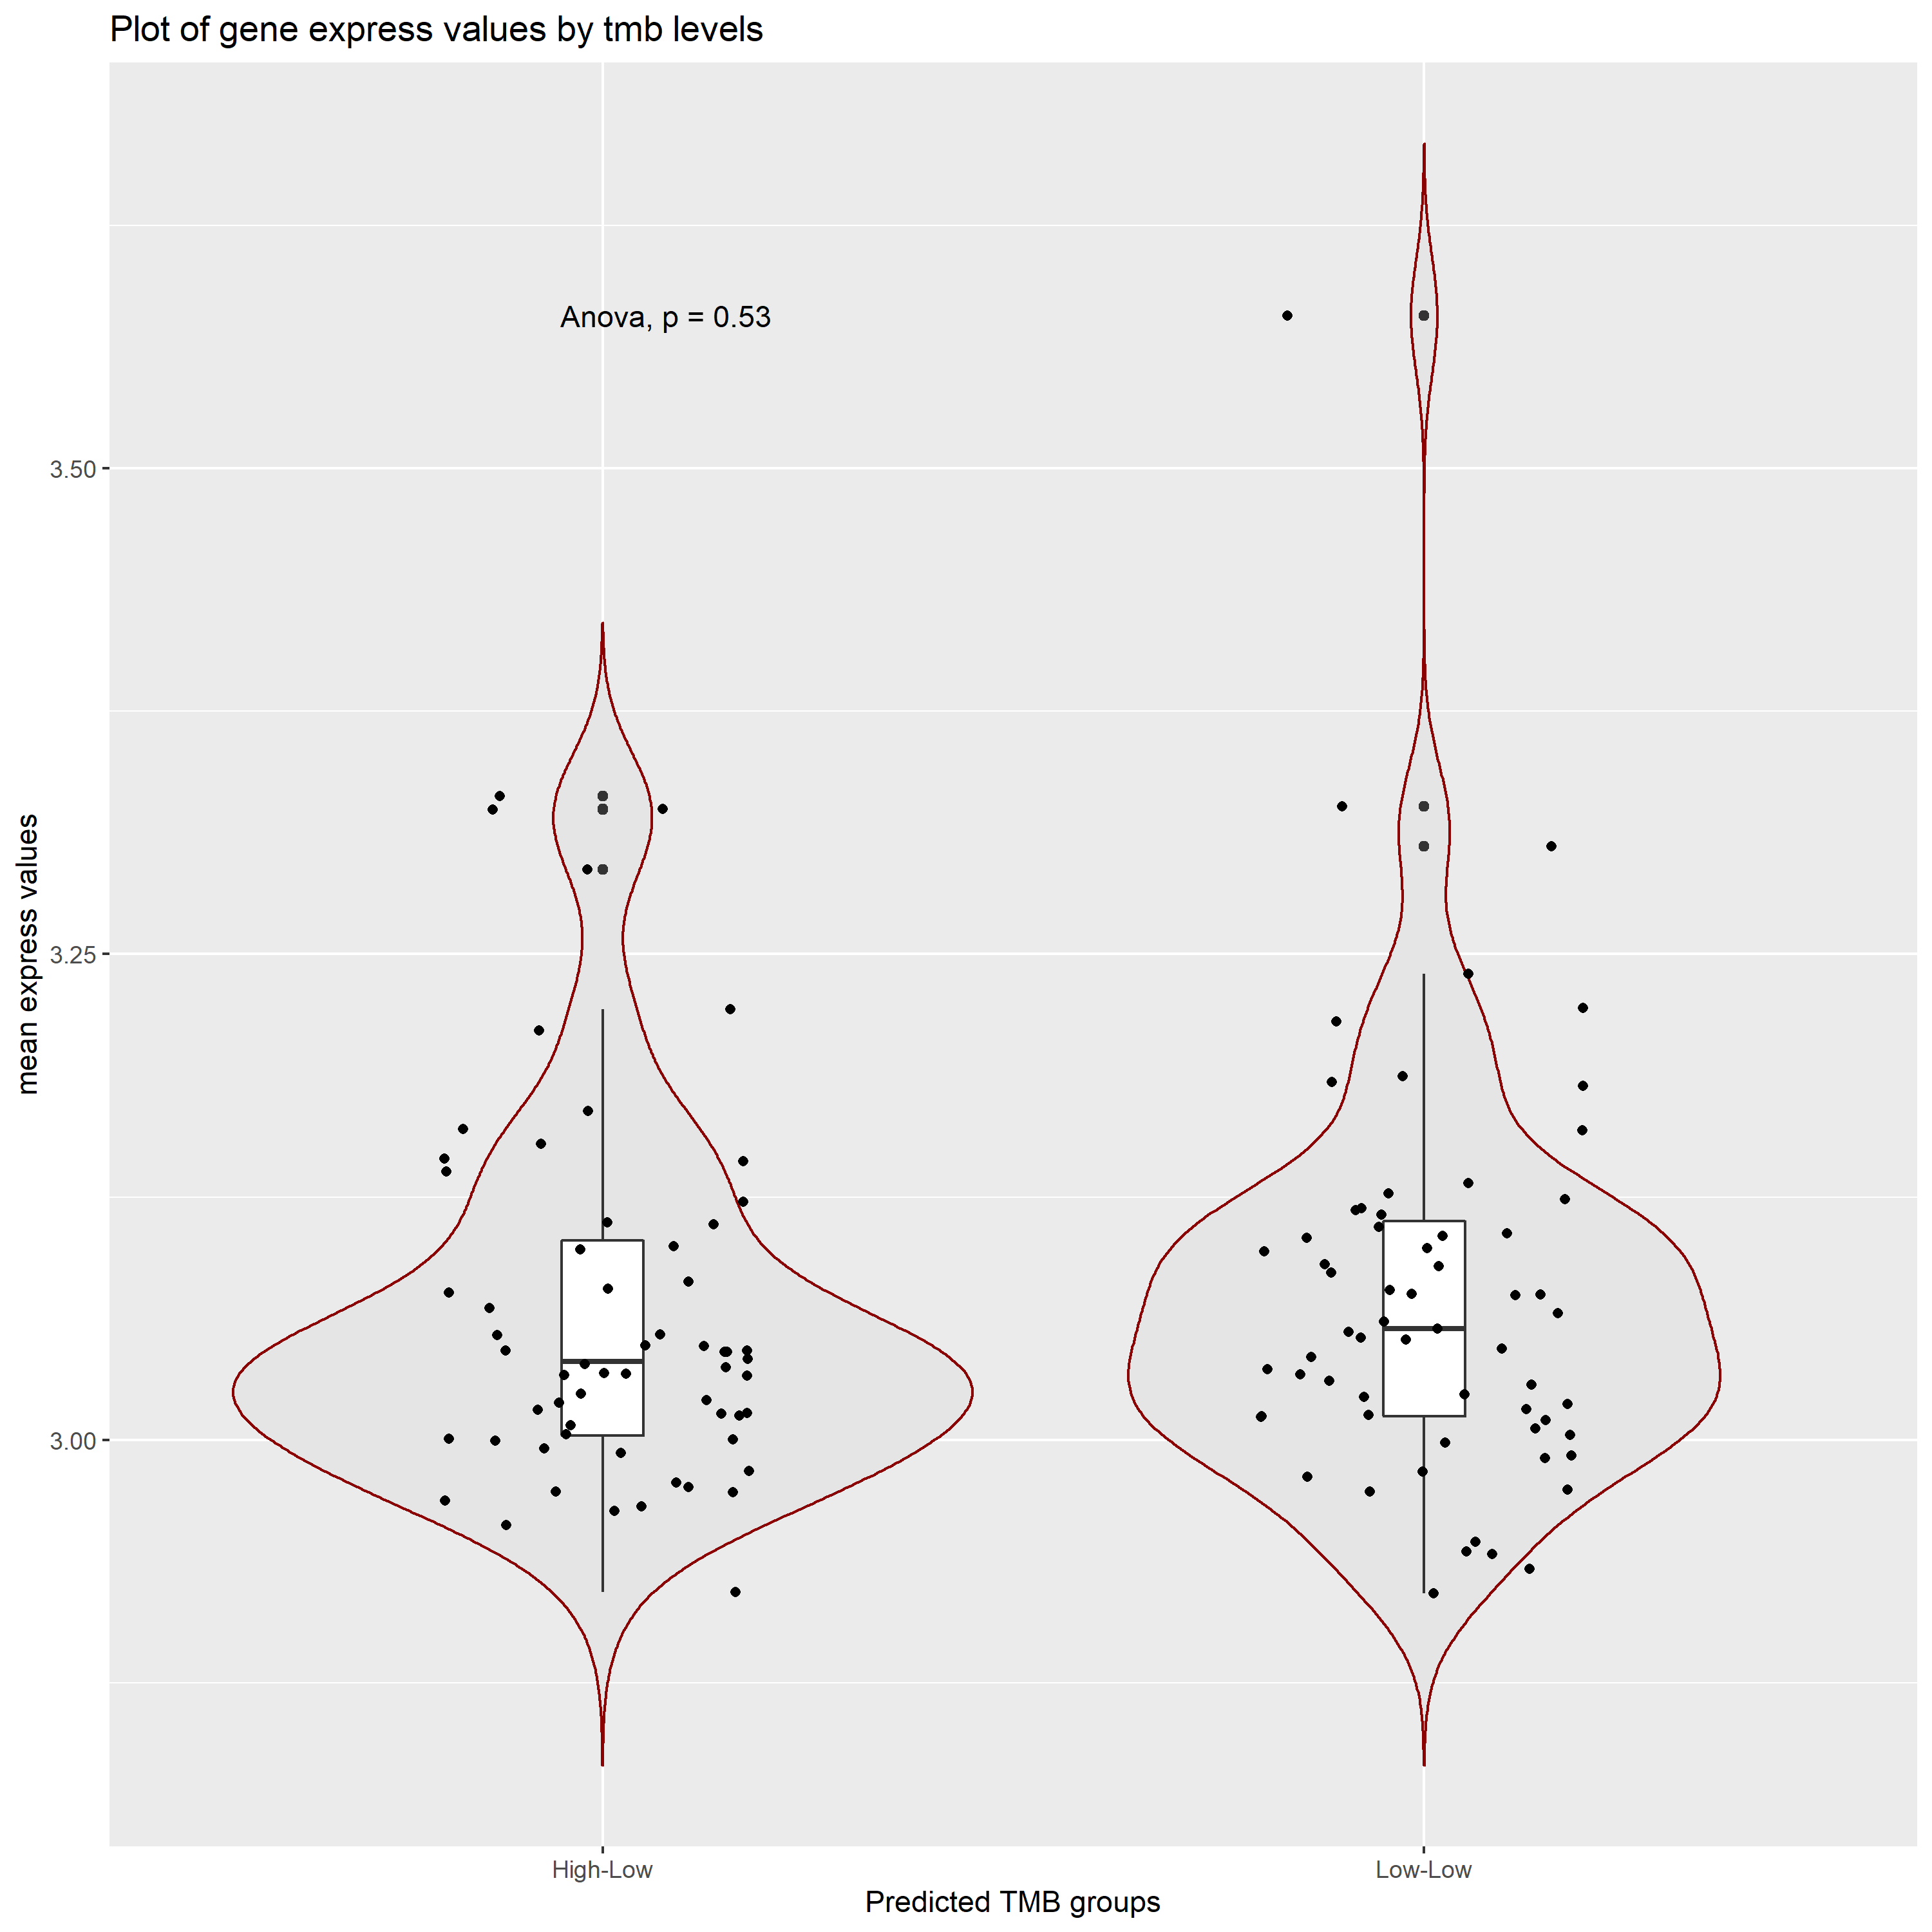 Plot of gene express values by tmb levels
Anova, p = 0.53
3.50
3.25
3.00
mean express values
High-Low
Low-Low
Predicted TMB groups